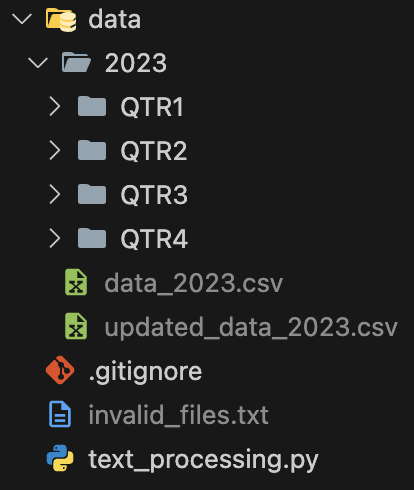 data
2023
QTR1
QTR2
QTR3
QTR4
data_2023.csv
updated_data_2023.csv
.gitignore
invalid_files.txt
text_processing.py